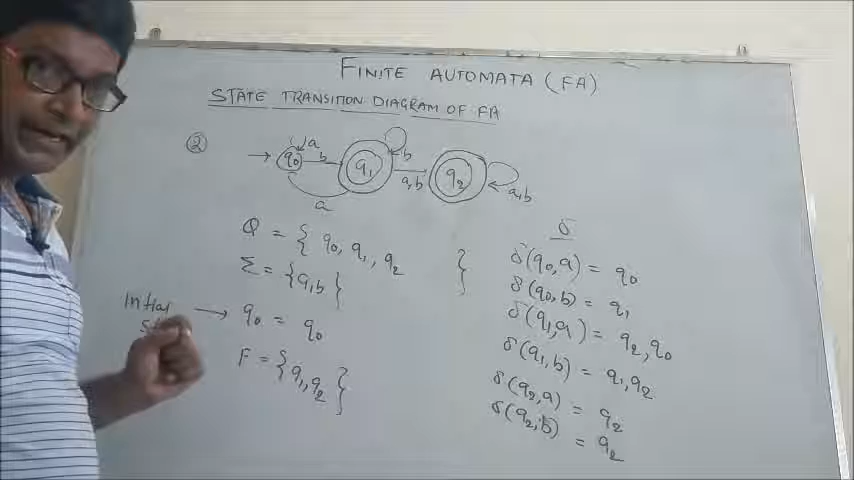 FINITE AUTOMATA (FA)
STATE TRANSITION DIAGRAM OF FA
②
→ q0 a b q1 b a,b q2 a,b
a
Q = { q0, q1, q2 }
Σ = {a,b}
Initial → q0 = q0
F = {q1, q2}
δ
δ(q0,a) = q0
δ(q0,b) = q1
δ(q1,a) = q2,q0
δ(q1,b) = q1,q2
δ(q2,a) = q2
δ(q2,b) = q2